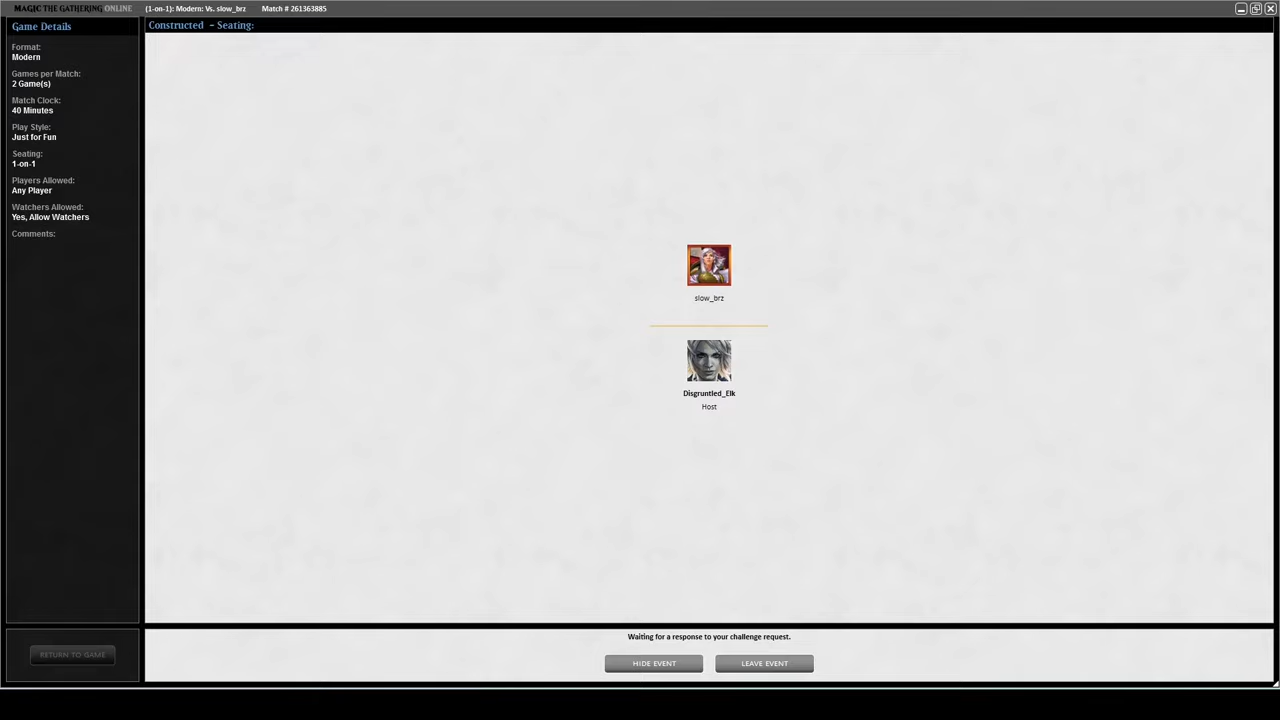 MAGIC THE GATHERING ONLINE (1-on-1): Modern: Vs. slow_brz Match # 261363885
Game Details
Constructed - Seating:
Format:
Modern
Games per Match:
2 Game(s)
Match Clock:
40 Minutes
Play Style:
Just for Fun
Seating:
1-on-1
Players Allowed:
Any Player
Watchers Allowed:
Yes, Allow Watchers
Comments:
slow_brz
Disgruntled_Elk
Host
Waiting for a response to your challenge request.
RETURN TO GAME
HIDE EVENT
LEAVE EVENT